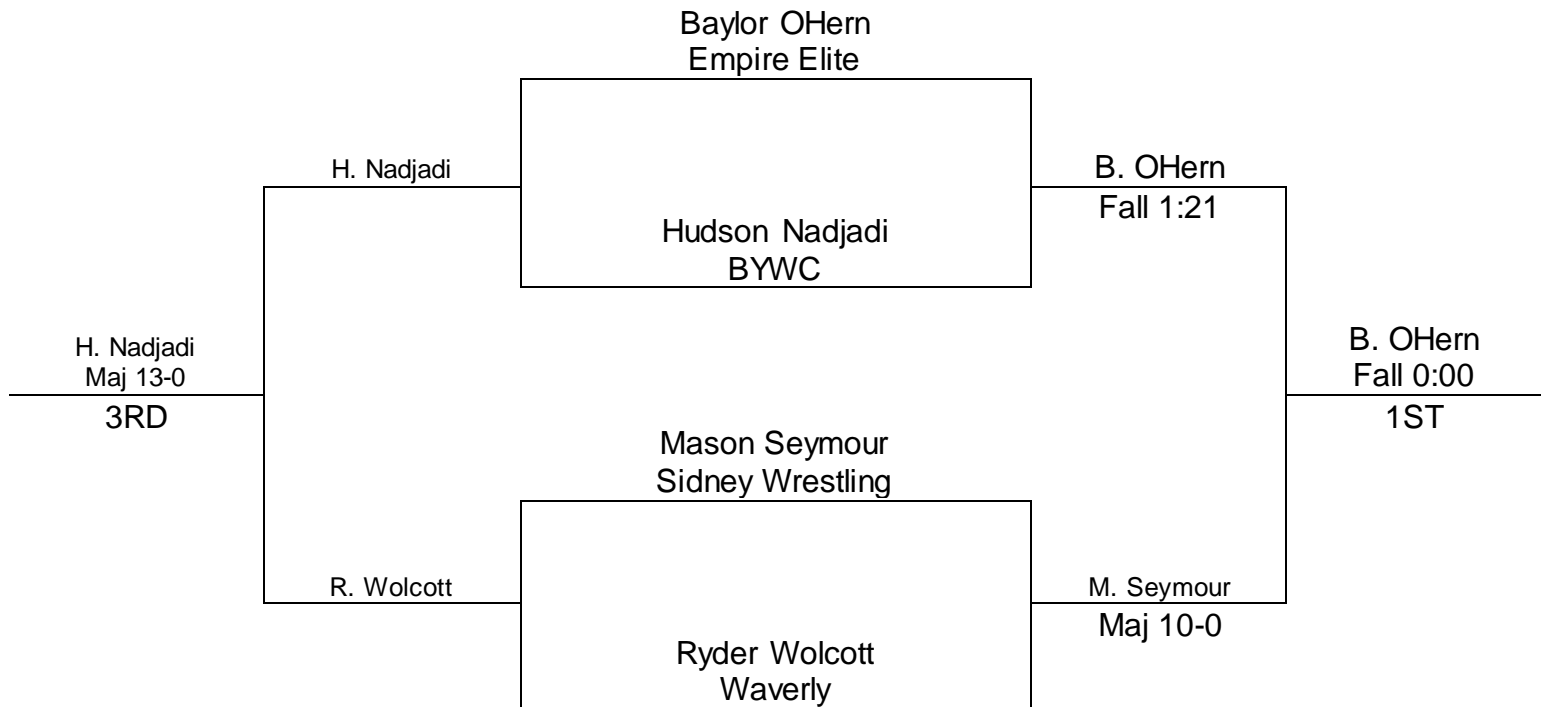 Baylor OHern
Empire Elite
H. Nadjadi
B. OHern
Fall 1:21
Hudson Nadjadi
BYWC
H. Nadjadi
Maj 13-0
3RD
B. OHern
Fall 0:00
1ST
Mason Seymour
Sidney Wrestling
R. Wolcott
M. Seymour
Maj 10-0
Ryder Wolcott
Waverly